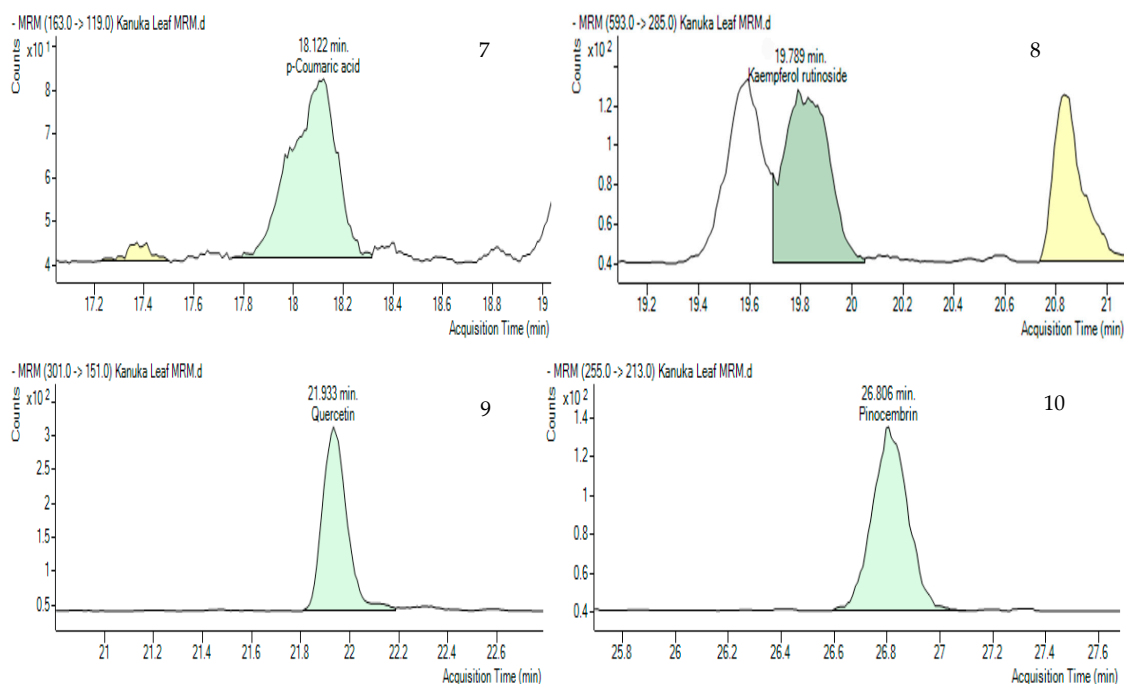 - MRM (163.0 -> 119.0) Kanuka Leaf MRM.d
Counts
x10 1
18.122 min.
p-Coumaric acid
7
8
7
6
5
4
17.2 17.4 17.6 17.8 18 18.2 18.4 18.6 18.8 19
Acquisition Time (min)
- MRM (593.0 -> 285.0) Kanuka Leaf MRM.d
Counts
x10 2
19.789 min.
Kaempferol rutinoside
8
1.2
1
0.8
0.6
0.4
19.2 19.4 19.6 19.8 20 20.2 20.4 20.6 20.8 21
Acquisition Time (min)
- MRM (301.0 -> 151.0) Kanuka Leaf MRM.d
Counts
x10 2
21.933 min.
Quercetin
9
3
2.5
2
1.5
1
0.5
21 21.2 21.4 21.6 21.8 22 22.2 22.4 22.6
Acquisition Time (min)
- MRM (255.0 -> 213.0) Kanuka Leaf MRM.d
Counts
x10 2
26.806 min.
Pinocembrin
10
1.4
1.2
1
0.8
0.6
0.4
25.8 26 26.2 26.4 26.6 26.8 27 27.2 27.4 27.6
Acquisition Time (min)